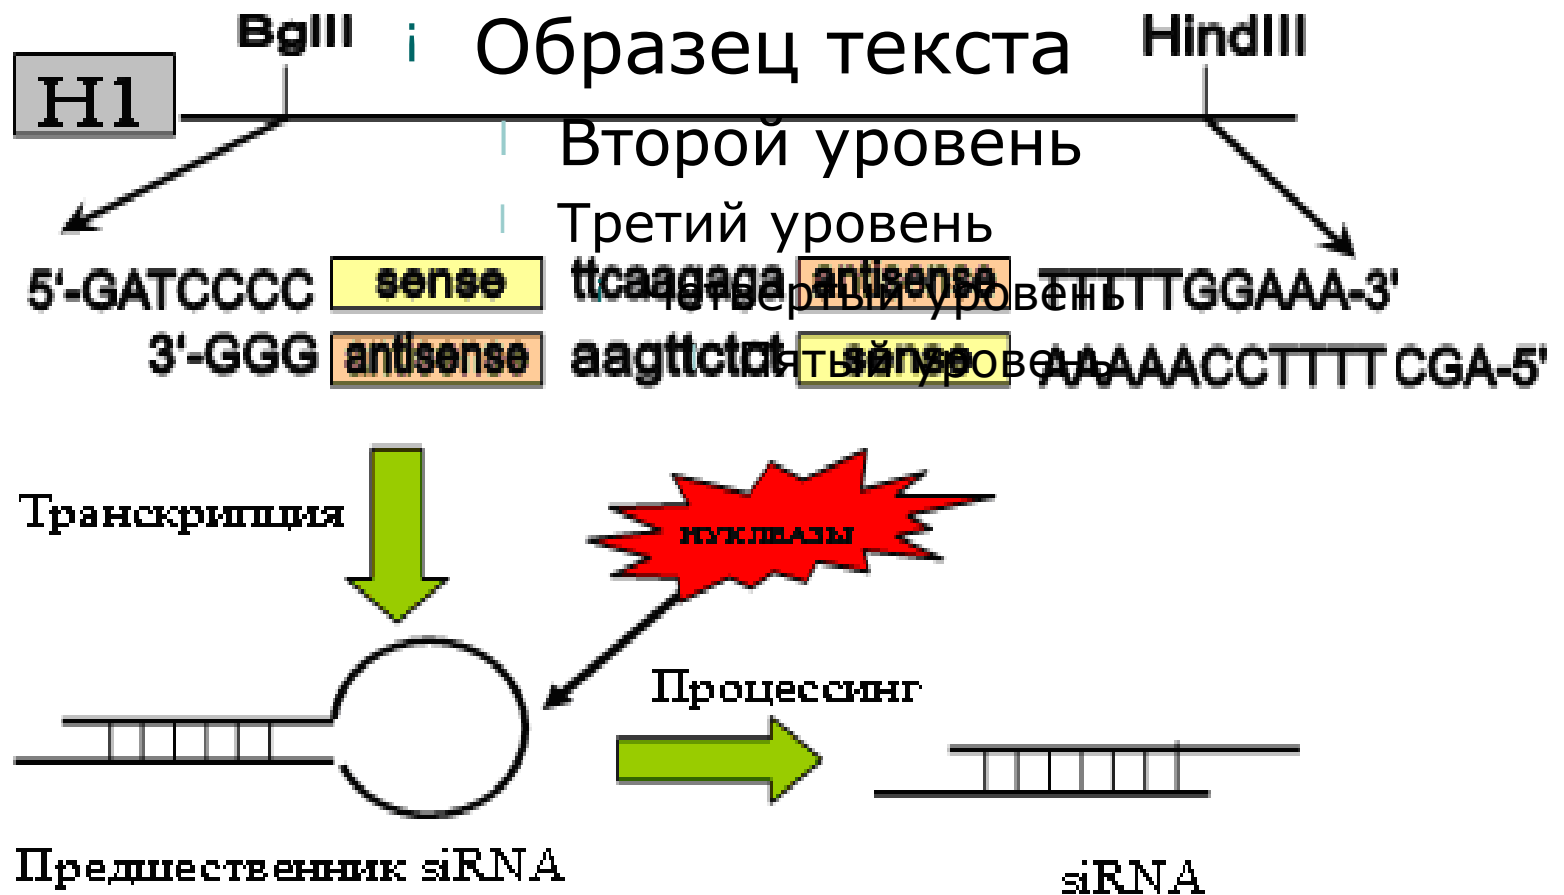 BglII
Образец текста
HindIII
H1
Второй уровень
Третий уровень
5'-GATCCCC sense ttcaagaga antisense TTTTTGGAAA-3'
Четвертый уровень
3'-GGG antisense aagttctct sense AAAAACCTTTTCGA-5'
Пятый уровень
Транскрипция
нуклеазы
Процессинг
Предшественник siRNA
siRNA